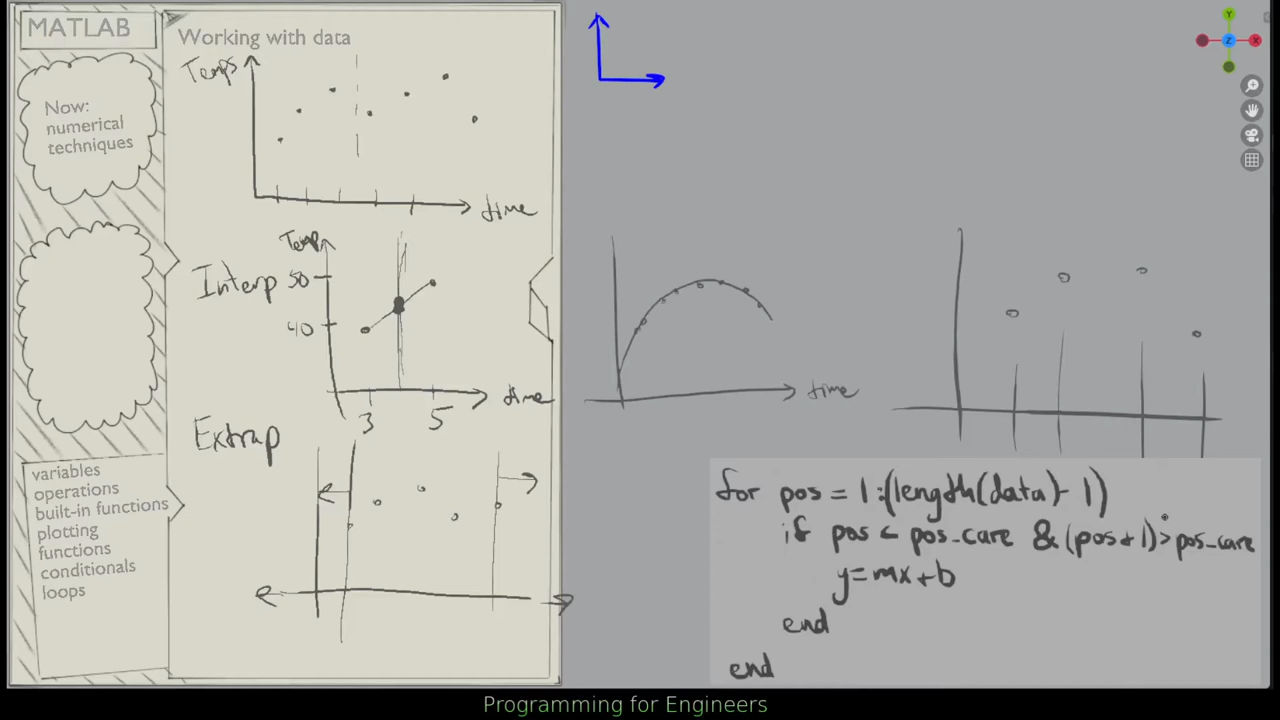 MATLAB
Now:
numerical
techniques
variables
operations
built-in functions
plotting
functions
conditionals
loops
Working with data
Temps
time
Interp
Temp
50
40
3
5
time
Extrap
time
for pos = 1:(length(data)-1)
if pos < pos_care & (pos+1)>pos_care
y=mx+b
end
end
Y
Z
X
Programming for Engineers